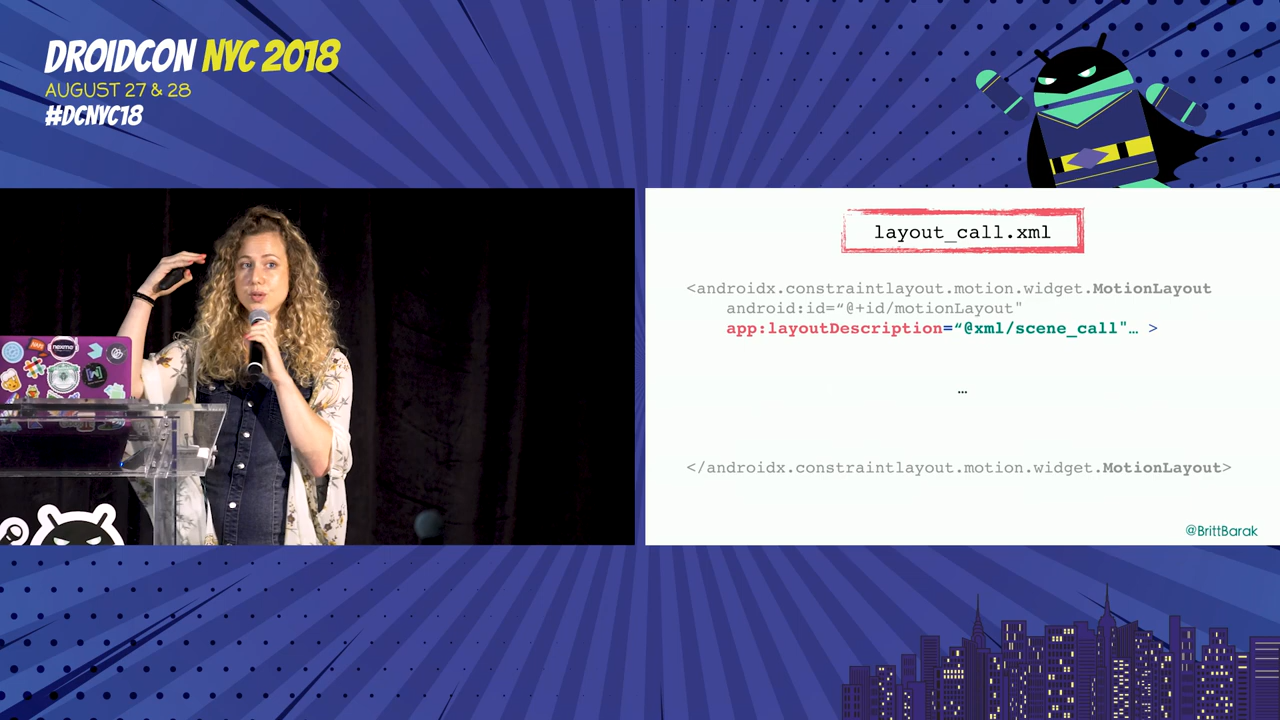 DROIDCON NYC 2018
AUGUST 27 & 28
#DCNYC18
nexmo
layout_call.xml
<androidx.constraintlayout.motion.widget.MotionLayout
android:id=“@+id/motionLayout"
app:layoutDescription=“@xml/scene_call"… >
…
</androidx.constraintlayout.motion.widget.MotionLayout>
@BrittBarak